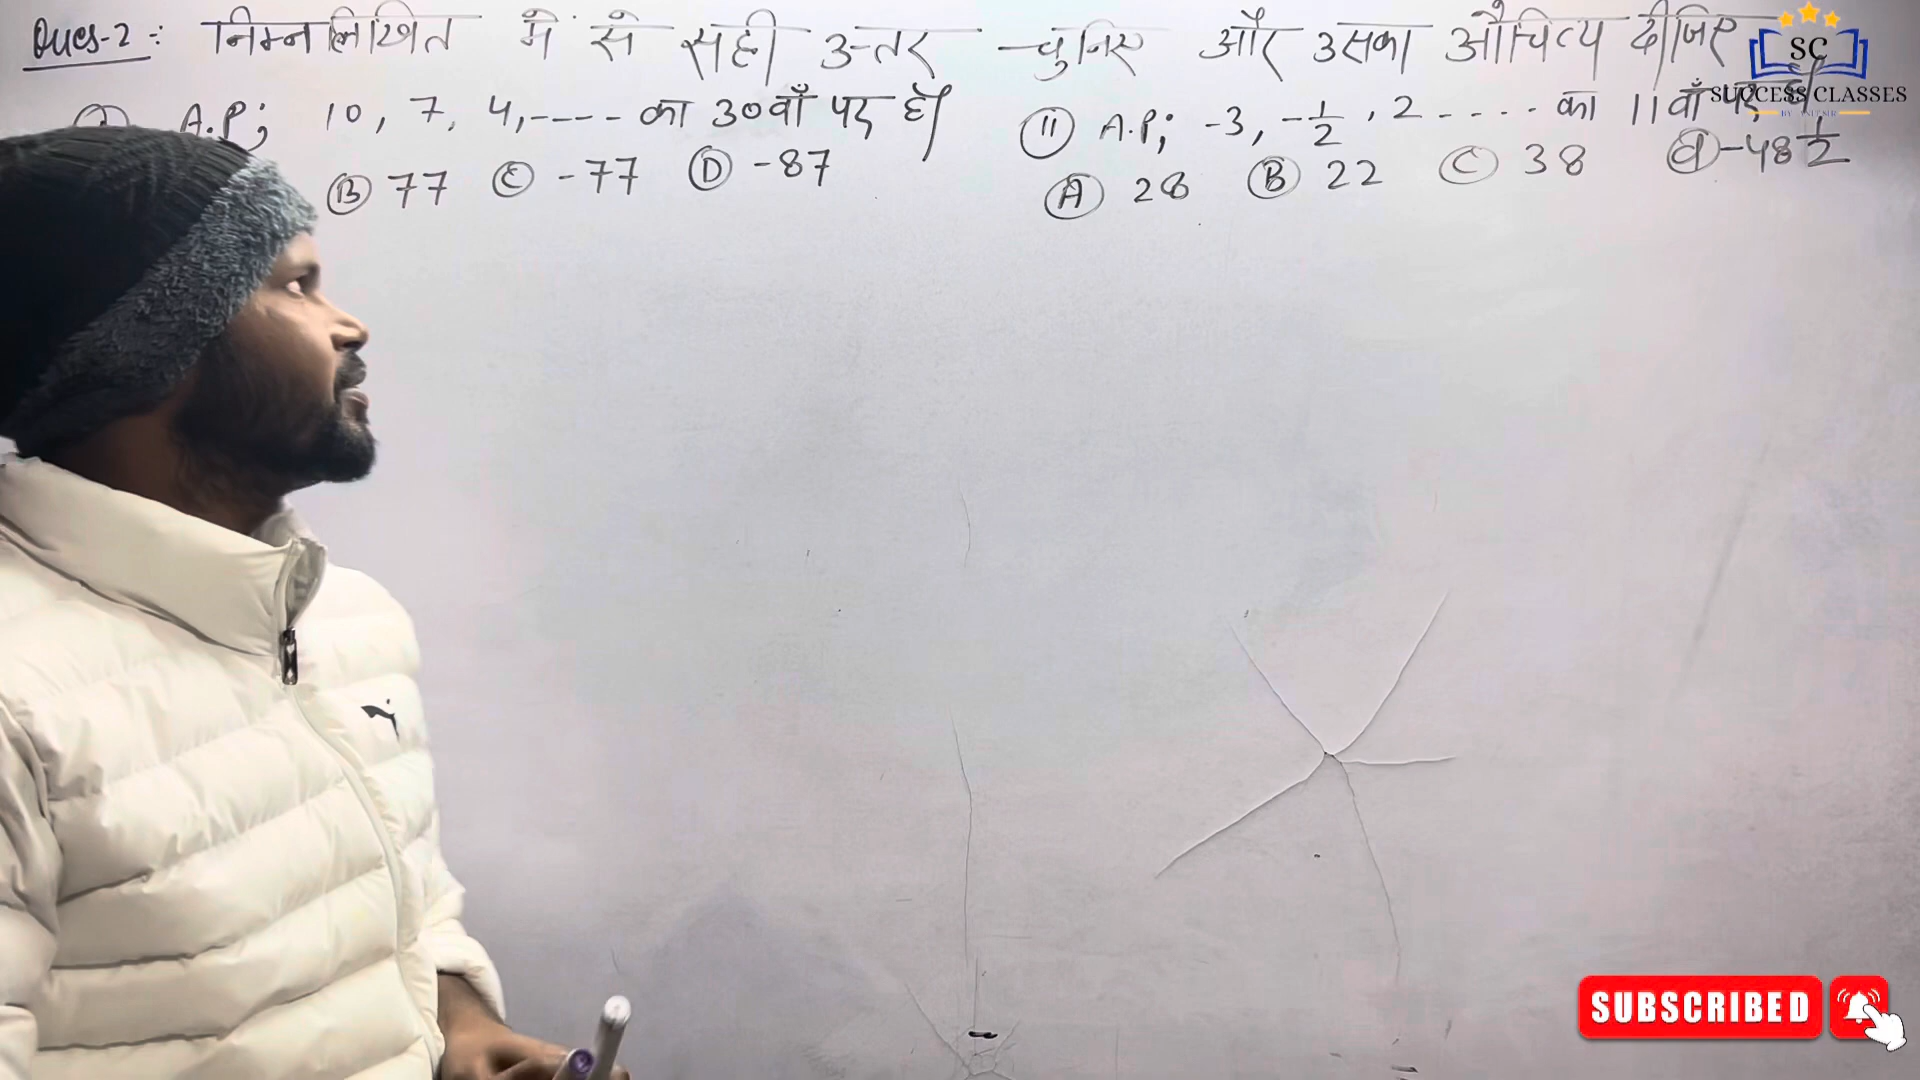 Ques-2: निम्नलिखित में से सही उत्तर चुनिए और उसका औचित्य दीजिए
A.P; 10, 7, 4,---- का 30वाँ पद है।
(B) 77 (C) -77 (D) -87
(II) A.P; -3, -1/2, 2 .... का 11वाँ पद है
(A) 28 (B) 22 (C) 38 (d) -48 1/2
SC
SUCCESS CLASSES
SUBSCRIBED